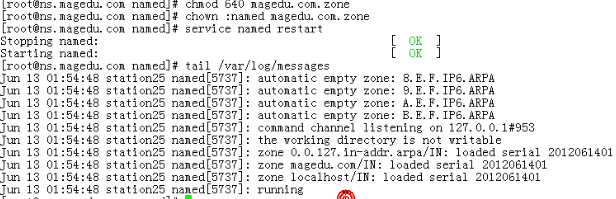 [root@ns.magedu.com named]# chmod 640 magedu.com.zone
[root@ns.magedu.com named]# chown :named magedu.com.zone
[root@ns.magedu.com named]# service named restart
Stopping named: [ OK ]
Starting named: [ OK ]
[root@ns.magedu.com named]# tail /var/log/messages
Jun 13 01:54:48 station25 named[5737]: automatic empty zone: 8.E.F.IP6.ARPA
Jun 13 01:54:48 station25 named[5737]: automatic empty zone: 9.E.F.IP6.ARPA
Jun 13 01:54:48 station25 named[5737]: automatic empty zone: A.E.F.IP6.ARPA
Jun 13 01:54:48 station25 named[5737]: automatic empty zone: B.E.F.IP6.ARPA
Jun 13 01:54:48 station25 named[5737]: command channel listening on 127.0.0.1#953
Jun 13 01:54:48 station25 named[5737]: the working directory is not writable
Jun 13 01:54:48 station25 named[5737]: zone 0.0.127.in-addr.arpa/IN: loaded serial 2012061401
Jun 13 01:54:48 station25 named[5737]: zone magedu.com/IN: loaded serial 2012061401
Jun 13 01:54:48 station25 named[5737]: zone localhost/IN: loaded serial 2012061401
Jun 13 01:54:48 station25 named[5737]: running
[root@ns.magedu.com named]#